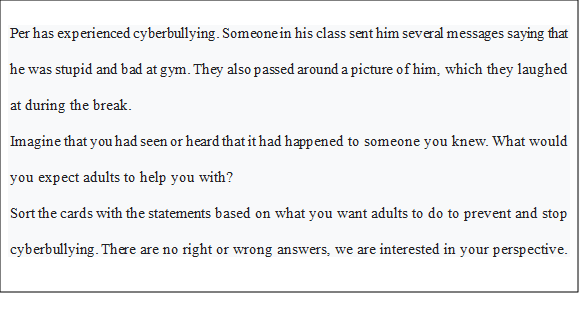 Per has experienced cyberbullying. Someone in his class sent him several messages saying that
he was stupid and bad at gym. They also passed around a picture of him, which they laughed
at during the break.
Imagine that you had seen or heard that it had happened to someone you knew. What would
you expect adults to help you with?
Sort the cards with the statements based on what you want adults to do to prevent and stop
cyberbullying. There are no right or wrong answers, we are interested in your perspective.